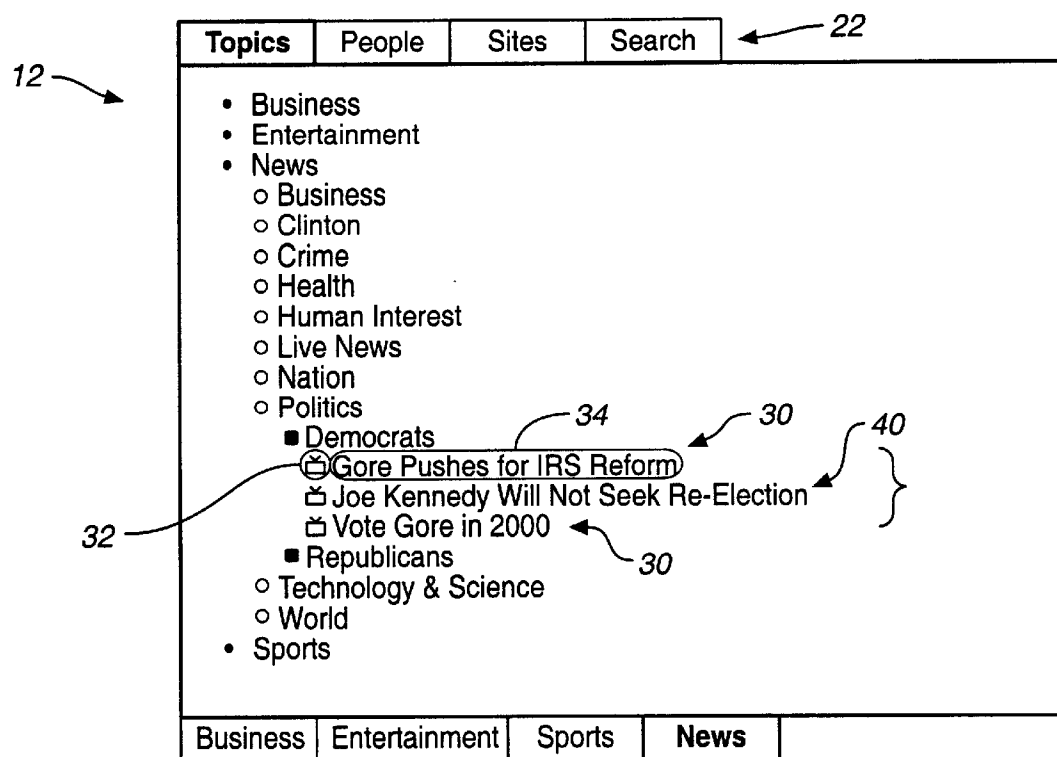 Topics People Sites Search 22
12
• Business
• Entertainment
• News
○ Business
○ Clinton
○ Crime
○ Health
○ Human Interest
○ Live News
○ Nation
○ Politics
34 30 40
■ Democrats
Gore Pushes for IRS Reform
Joe Kennedy Will Not Seek Re-Election
Vote Gore in 2000
32 30
■ Republicans
○ Technology & Science
○ World
• Sports
Business Entertainment Sports News